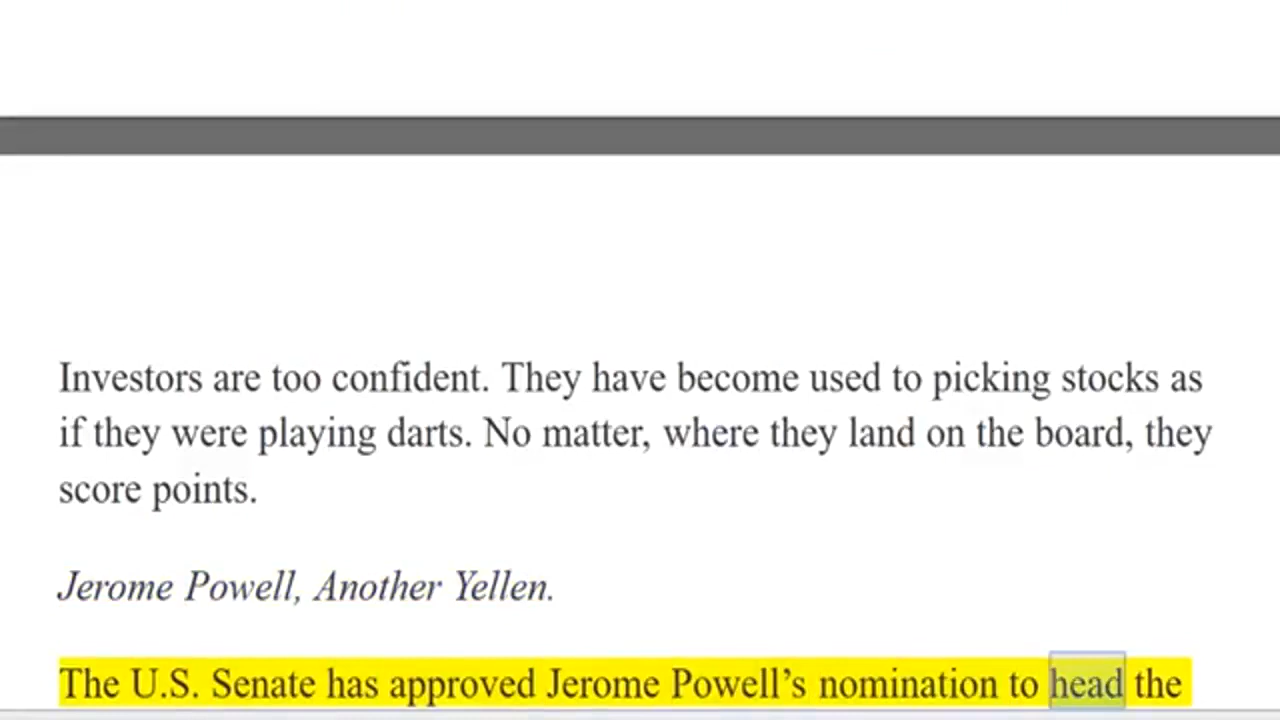 Investors are too confident. They have become used to picking stocks as
if they were playing darts. No matter, where they land on the board, they
score points.
Jerome Powell, Another Yellen.
The U.S. Senate has approved Jerome Powell’s nomination to head the